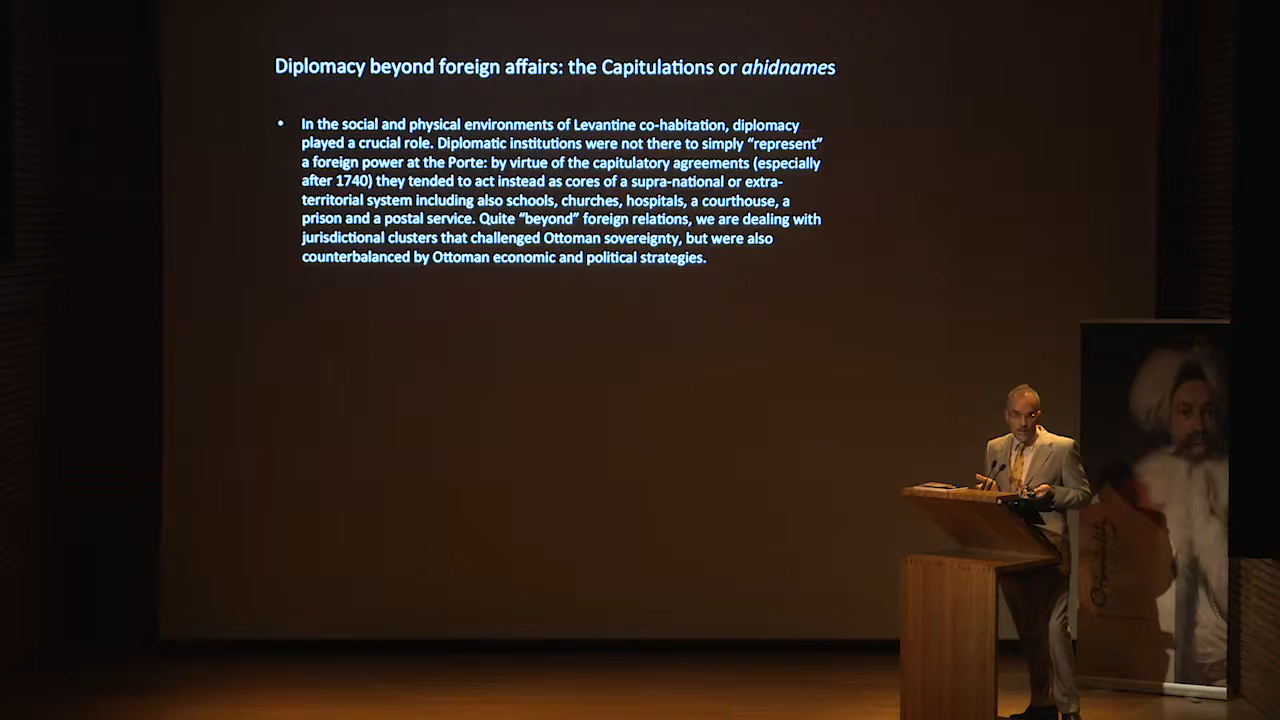 Diplomacy beyond foreign affairs: the Capitulations or ahidnames
• In the social and physical environments of Levantine co-habitation, diplomacy
played a crucial role. Diplomatic institutions were not there to simply “represent”
a foreign power at the Porte: by virtue of the capitulatory agreements (especially
after 1740) they tended to act instead as cores of a supra-national or extra-
territorial system including also schools, churches, hospitals, a courthouse, a
prison and a postal service. Quite “beyond” foreign relations, we are dealing with
jurisdictional clusters that challenged Ottoman sovereignty, but were also
counterbalanced by Ottoman economic and political strategies.